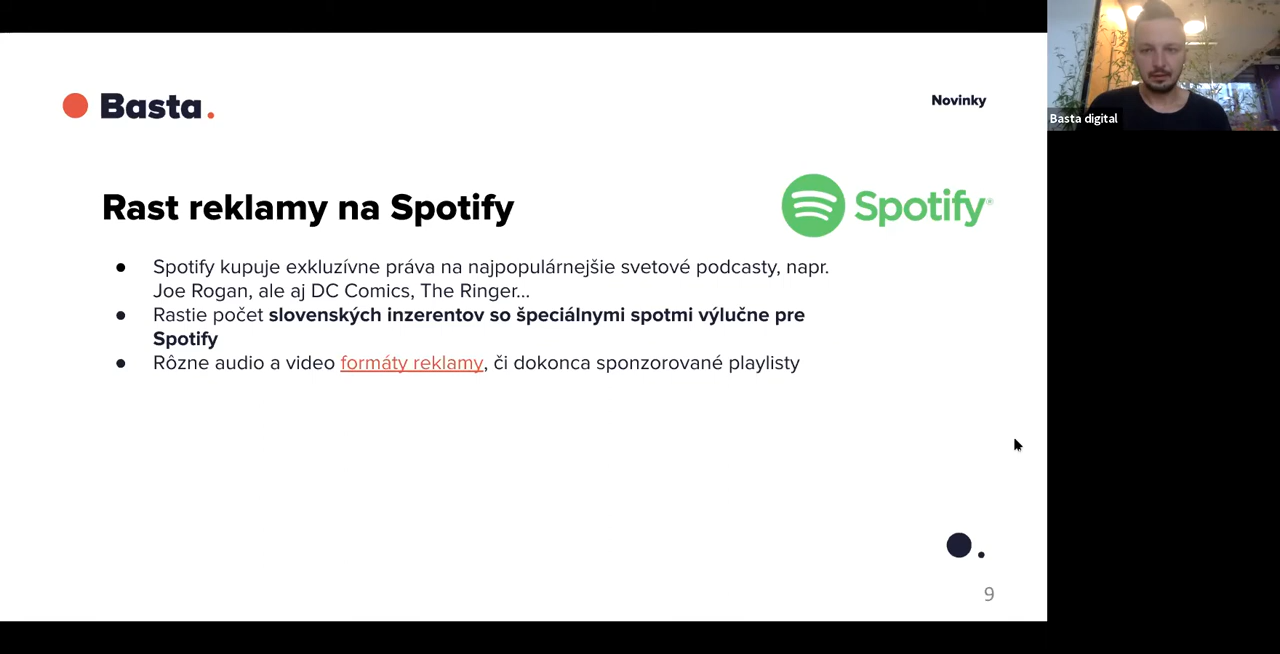 Basta.
Novinky
Basta digital
Rast reklamy na Spotify
Spotify®
● Spotify kupuje exkluzívne práva na najpopulárnejšie svetové podcasty, napr.
Joe Rogan, ale aj DC Comics, The Ringer...
● Rastie počet slovenských inzerentov so špeciálnymi spotmi výlučne pre
Spotify
● Rôzne audio a video formáty reklamy, či dokonca sponzorované playlisty
9